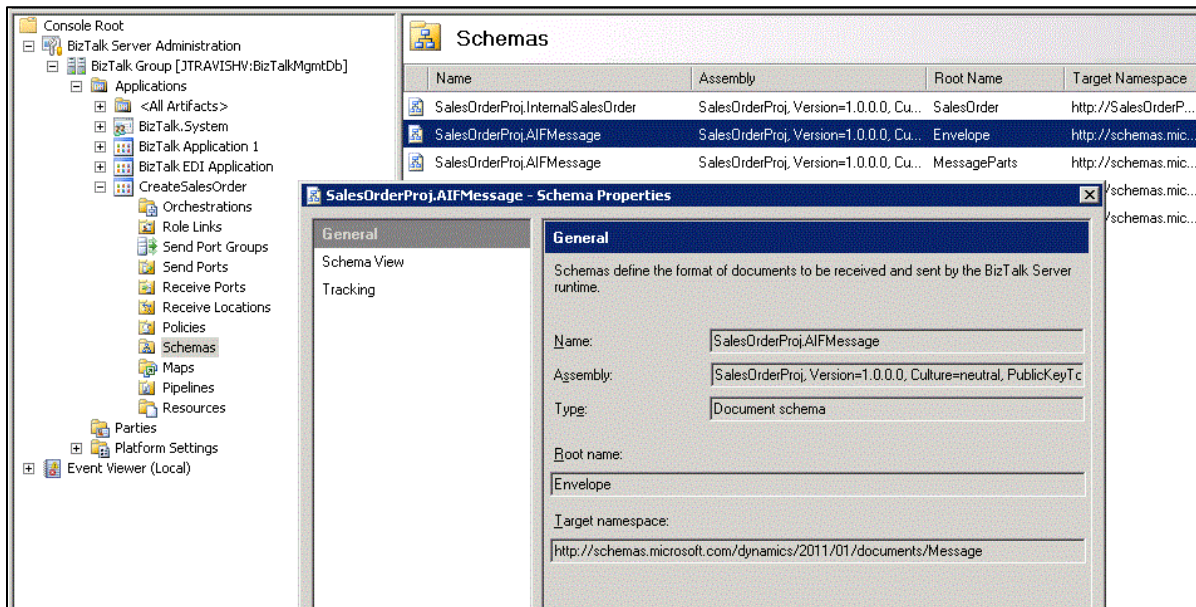 Console Root
BizTalk Server Administration
BizTalk Group [JTRAVISHV:BizTalkMgmtDb]
Applications
<All Artifacts>
BizTalk.System
BizTalk Application 1
BizTalk EDI Application
CreateSalesOrder
Orchestrations
Role Links
Send Port Groups
Send Ports
Receive Ports
Receive Locations
Policies
Schemas
Maps
Pipelines
Resources
Parties
Platform Settings
Event Viewer (Local)
Schemas
Name Assembly Root Name Target Namespace
SalesOrderProj.InternalSalesOrder SalesOrderProj, Version=1.0.0.0, Cu... SalesOrder http://SalesOrderP...
SalesOrderProj.AIFMessage SalesOrderProj, Version=1.0.0.0, Cu... Envelope http://schemas.mic...
SalesOrderProj.AIFMessage SalesOrderProj, Version=1.0.0.0, Cu... MessageParts http://schemas.mic...
/schemas.mic...
/schemas.mic...
SalesOrderProj.AIFMessage - Schema Properties
General
Schema View
Tracking
General
Schemas define the format of documents to be received and sent by the BizTalk Server
runtime.
Name: SalesOrderProj.AIFMessage
Assembly: SalesOrderProj, Version=1.0.0.0, Culture=neutral, PublicKeyTc
Type: Document schema
Root name:
Envelope
Target namespace:
http://schemas.microsoft.com/dynamics/2011/01/documents/Message